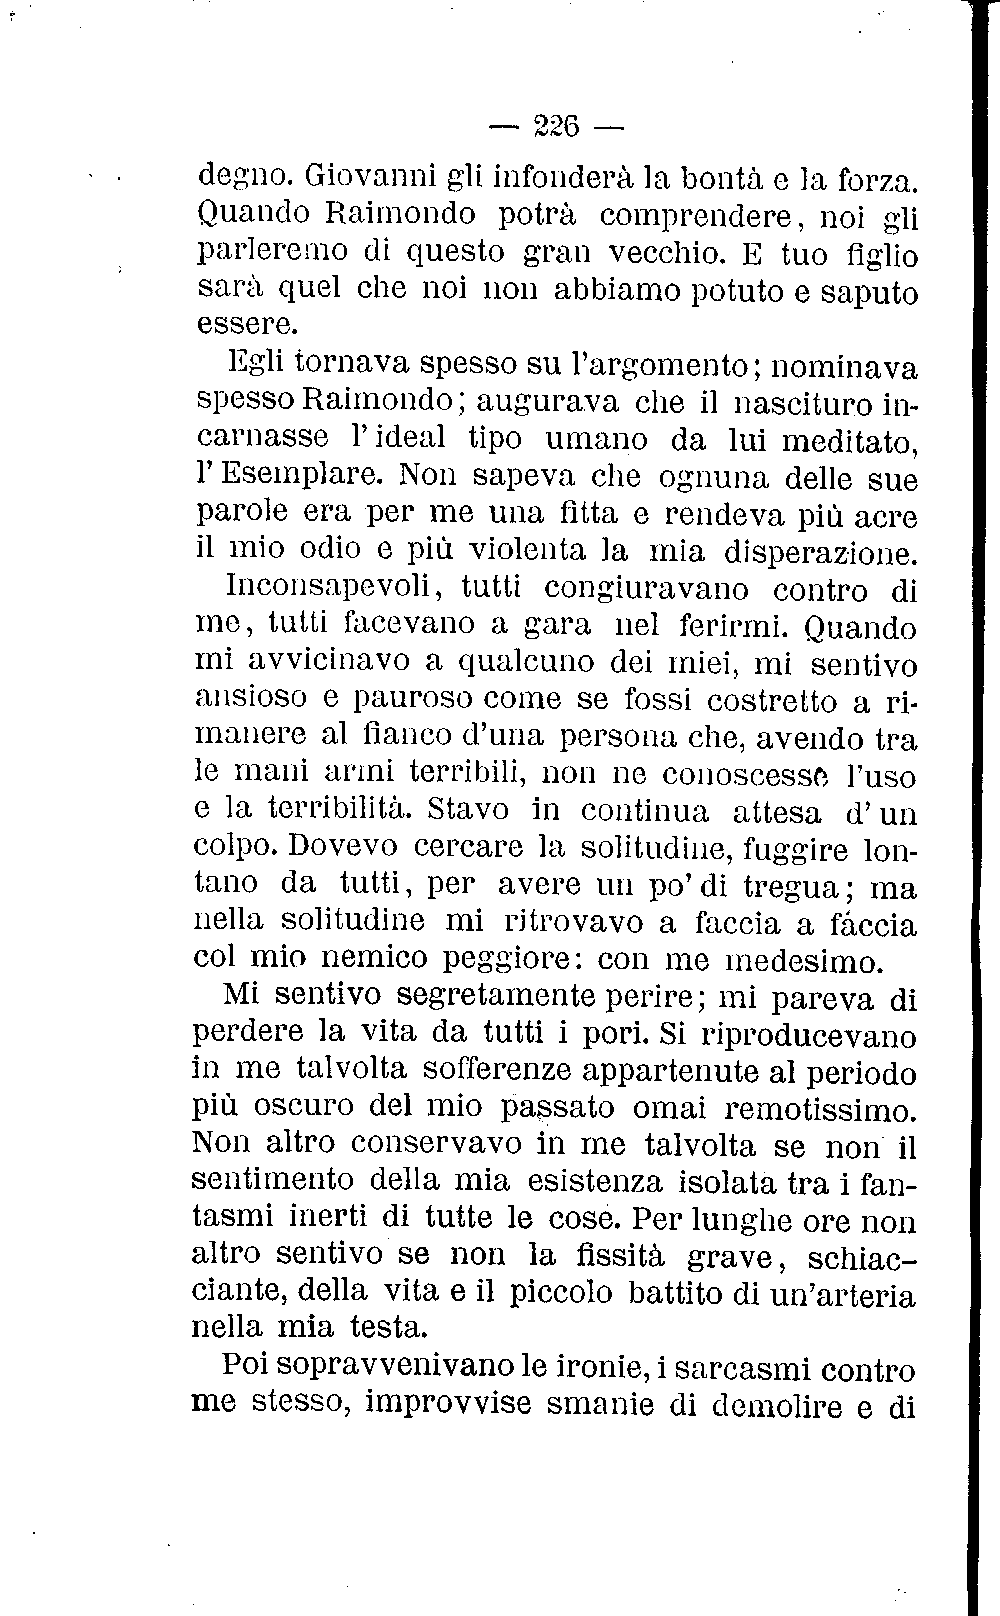 — 226 —
degno. Giovanni gli infonderà la bontà e la forza.
Quando Raimondo potrà comprendere, noi gli
parleremo di questo gran vecchio. E tuo figlio
sarà quel che noi non abbiamo potuto e saputo
essere.
Egli tornava spesso su l'argomento; nominava
spesso Raimondo; augurava che il nascituro in-
carnasse l'ideal tipo umano da lui meditato,
l'Esemplare. Non sapeva che ognuna delle sue
parole era per me una fitta e rendeva più acre
il mio odio e più violenta la mia disperazione.
Inconsapevoli, tutti congiuravano contro di
me, tutti facevano a gara nel ferirmi. Quando
mi avvicinavo a qualcuno dei miei, mi sentivo
ansioso e pauroso come se fossi costretto a ri-
manere al fianco d'una persona che, avendo tra
le mani armi terribili, non ne conoscesse l'uso
e la terribilità. Stavo in continua attesa d'un
colpo. Dovevo cercare la solitudine, fuggire lon-
tano da tutti, per avere un po' di tregua; ma
nella solitudine mi ritrovavo a faccia a faccia
col mio nemico peggiore: con me medesimo.
Mi sentivo segretamente perire; mi pareva di
perdere la vita da tutti i pori. Si riproducevano
in me talvolta sofferenze appartenute al periodo
più oscuro del mio passato omai remotissimo.
Non altro conservavo in me talvolta se non il
sentimento della mia esistenza isolata tra i fan-
tasmi inerti di tutte le cose. Per lunghe ore non
altro sentivo se non la fissità grave, schiac-
ciante, della vita e il piccolo battito di un'arteria
nella mia testa.
Poi sopravvenivano le ironie, i sarcasmi contro
me stesso, improvvise smanie di demolire e di